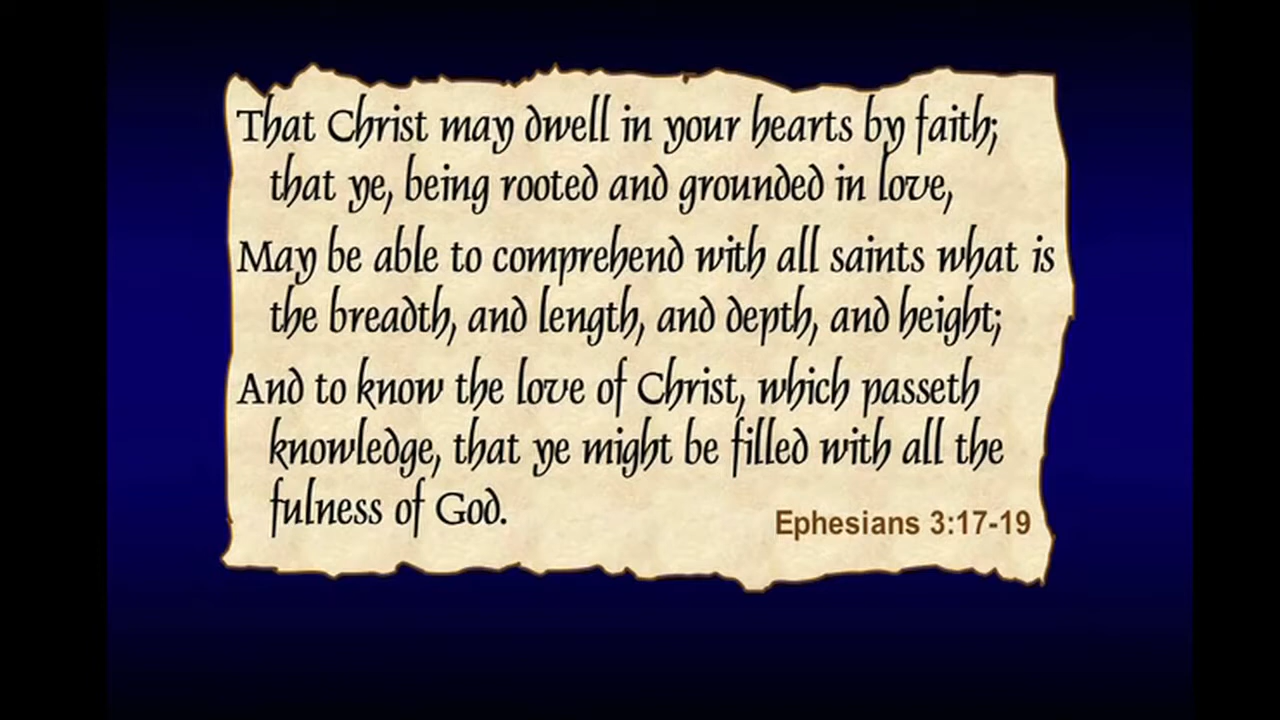 That Christ may dwell in your hearts by faith;
that ye, being rooted and grounded in love,
May be able to comprehend with all saints what is
the breadth, and length, and depth, and height;
And to know the love of Christ, which passeth
knowledge, that ye might be filled with all the
fulness of God.
Ephesians 3:17-19